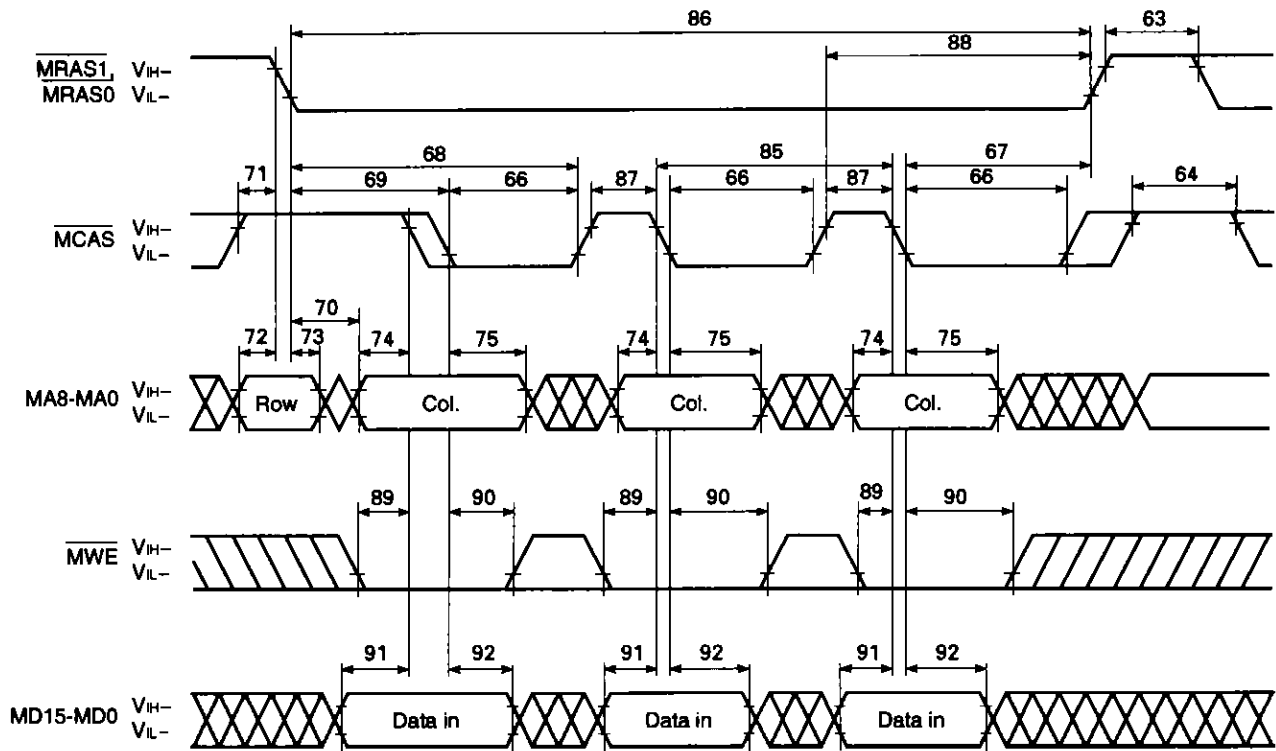 86 63
88
MRAS1, VIH–
MRAS0 VIL–
68 85 67
71 69 66 87 66 87 66 64
MCAS VIH–
VIL–
70
72 73 74 75 74 75 74 75
MA8-MA0 VIH–
VIL–
Row Col. Col. Col.
89 90 89 90 89 90
MWE VIH–
VIL–
91 92 91 92 91 92
MD15-MD0 VIH–
VIL–
Data in Data in Data in